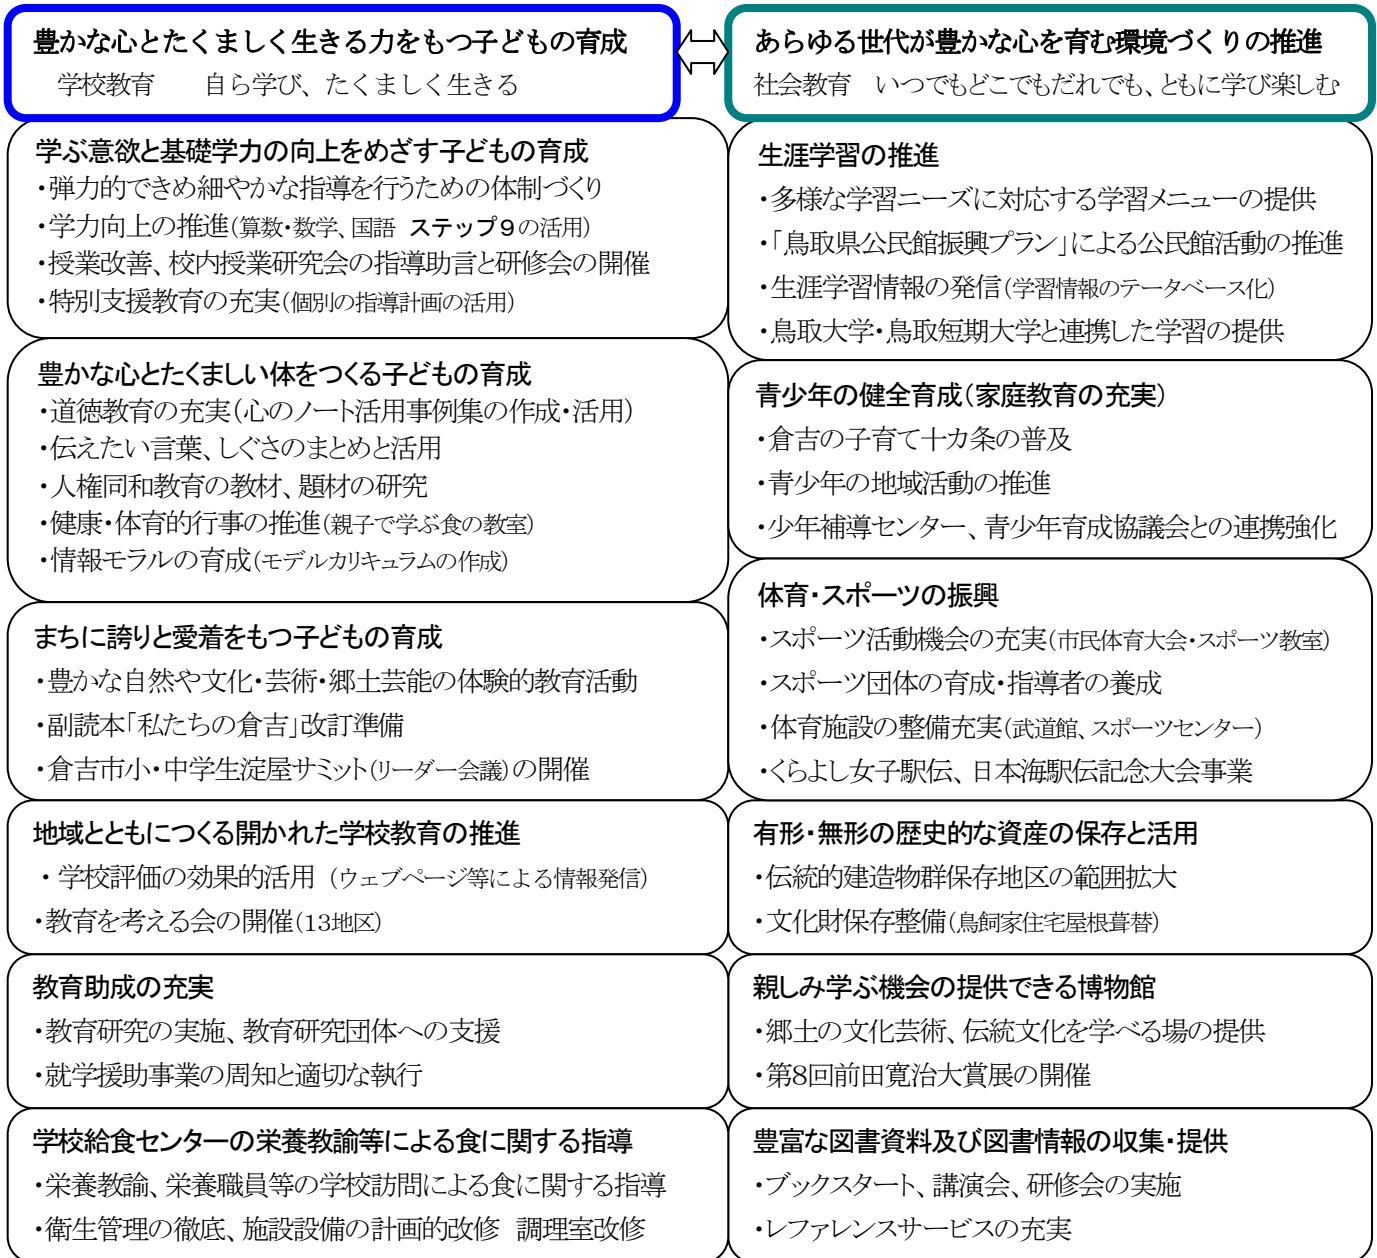 豊かな心とたくましく生きる力をもつ子どもの育成
学校教育　　自ら学び、たくましく生きる
学ぶ意欲と基礎学力の向上をめざす子どもの育成
・弾力的できめ細やかな指導を行うための体制づくり
・学力向上の推進(算数・数学、国語 ステップ9の活用)
・授業改善、校内授業研究会の指導助言と研修会の開催
・特別支援教育の充実(個別の指導計画の活用)
豊かな心とたくましい体をつくる子どもの育成
・道徳教育の充実(心のノート活用事例集の作成・活用)
・伝えたい言葉、しぐさのまとめと活用
・人権同和教育の教材、題材の研究
・健康・体育的行事の推進(親子で学ぶ食の教室)
・情報モラルの育成(モデルカリキュラムの作成)
まちに誇りと愛着をもつ子どもの育成
・豊かな自然や文化・芸術・郷土芸能の体験的教育活動
・副読本「私たちの倉吉」改訂準備
・倉吉市小・中学生淀屋サミット(リーダー会議)の開催
地域とともにつくる開かれた学校教育の推進
・学校評価の効果的活用 (ウェブページ等による情報発信)
・教育を考える会の開催(13地区)
教育助成の充実
・教育研究の実施、教育研究団体への支援
・就学援助事業の周知と適切な執行
学校給食センターの栄養教諭等による食に関する指導
・栄養教諭、栄養職員等の学校訪問による食に関する指導
・衛生管理の徹底、施設設備の計画的改修　調理室改修
あらゆる世代が豊かな心を育む環境づくりの推進
社会教育　いつでもどこでもだれでも、ともに学び楽しむ
生涯学習の推進
・多様な学習ニーズに対応する学習メニューの提供
・「鳥取県公民館振興プラン」による公民館活動の推進
・生涯学習情報の発信(学習情報のテータベース化)
・鳥取大学・鳥取短期大学と連携した学習の提供
青少年の健全育成(家庭教育の充実)
・倉吉の子育て十カ条の普及
・青少年の地域活動の推進
・少年補導センター、青少年育成協議会との連携強化
体育・スポーツの振興
・スポーツ活動機会の充実(市民体育大会・スポーツ教室)
・スポーツ団体の育成・指導者の養成
・体育施設の整備充実(武道館、スポーツセンター)
・くらよし女子駅伝、日本海駅伝記念大会事業
有形・無形の歴史的な資産の保存と活用
・伝統的建造物群保存地区の範囲拡大
・文化財保存整備(鳥飼家住宅屋根葺替)
親しみ学ぶ機会の提供できる博物館
・郷土の文化芸術、伝統文化を学べる場の提供
・第8回前田寛治大賞展の開催
豊富な図書資料及び図書情報の収集・提供
・ブックスタート、講演会、研修会の実施
・レファレンスサービスの充実